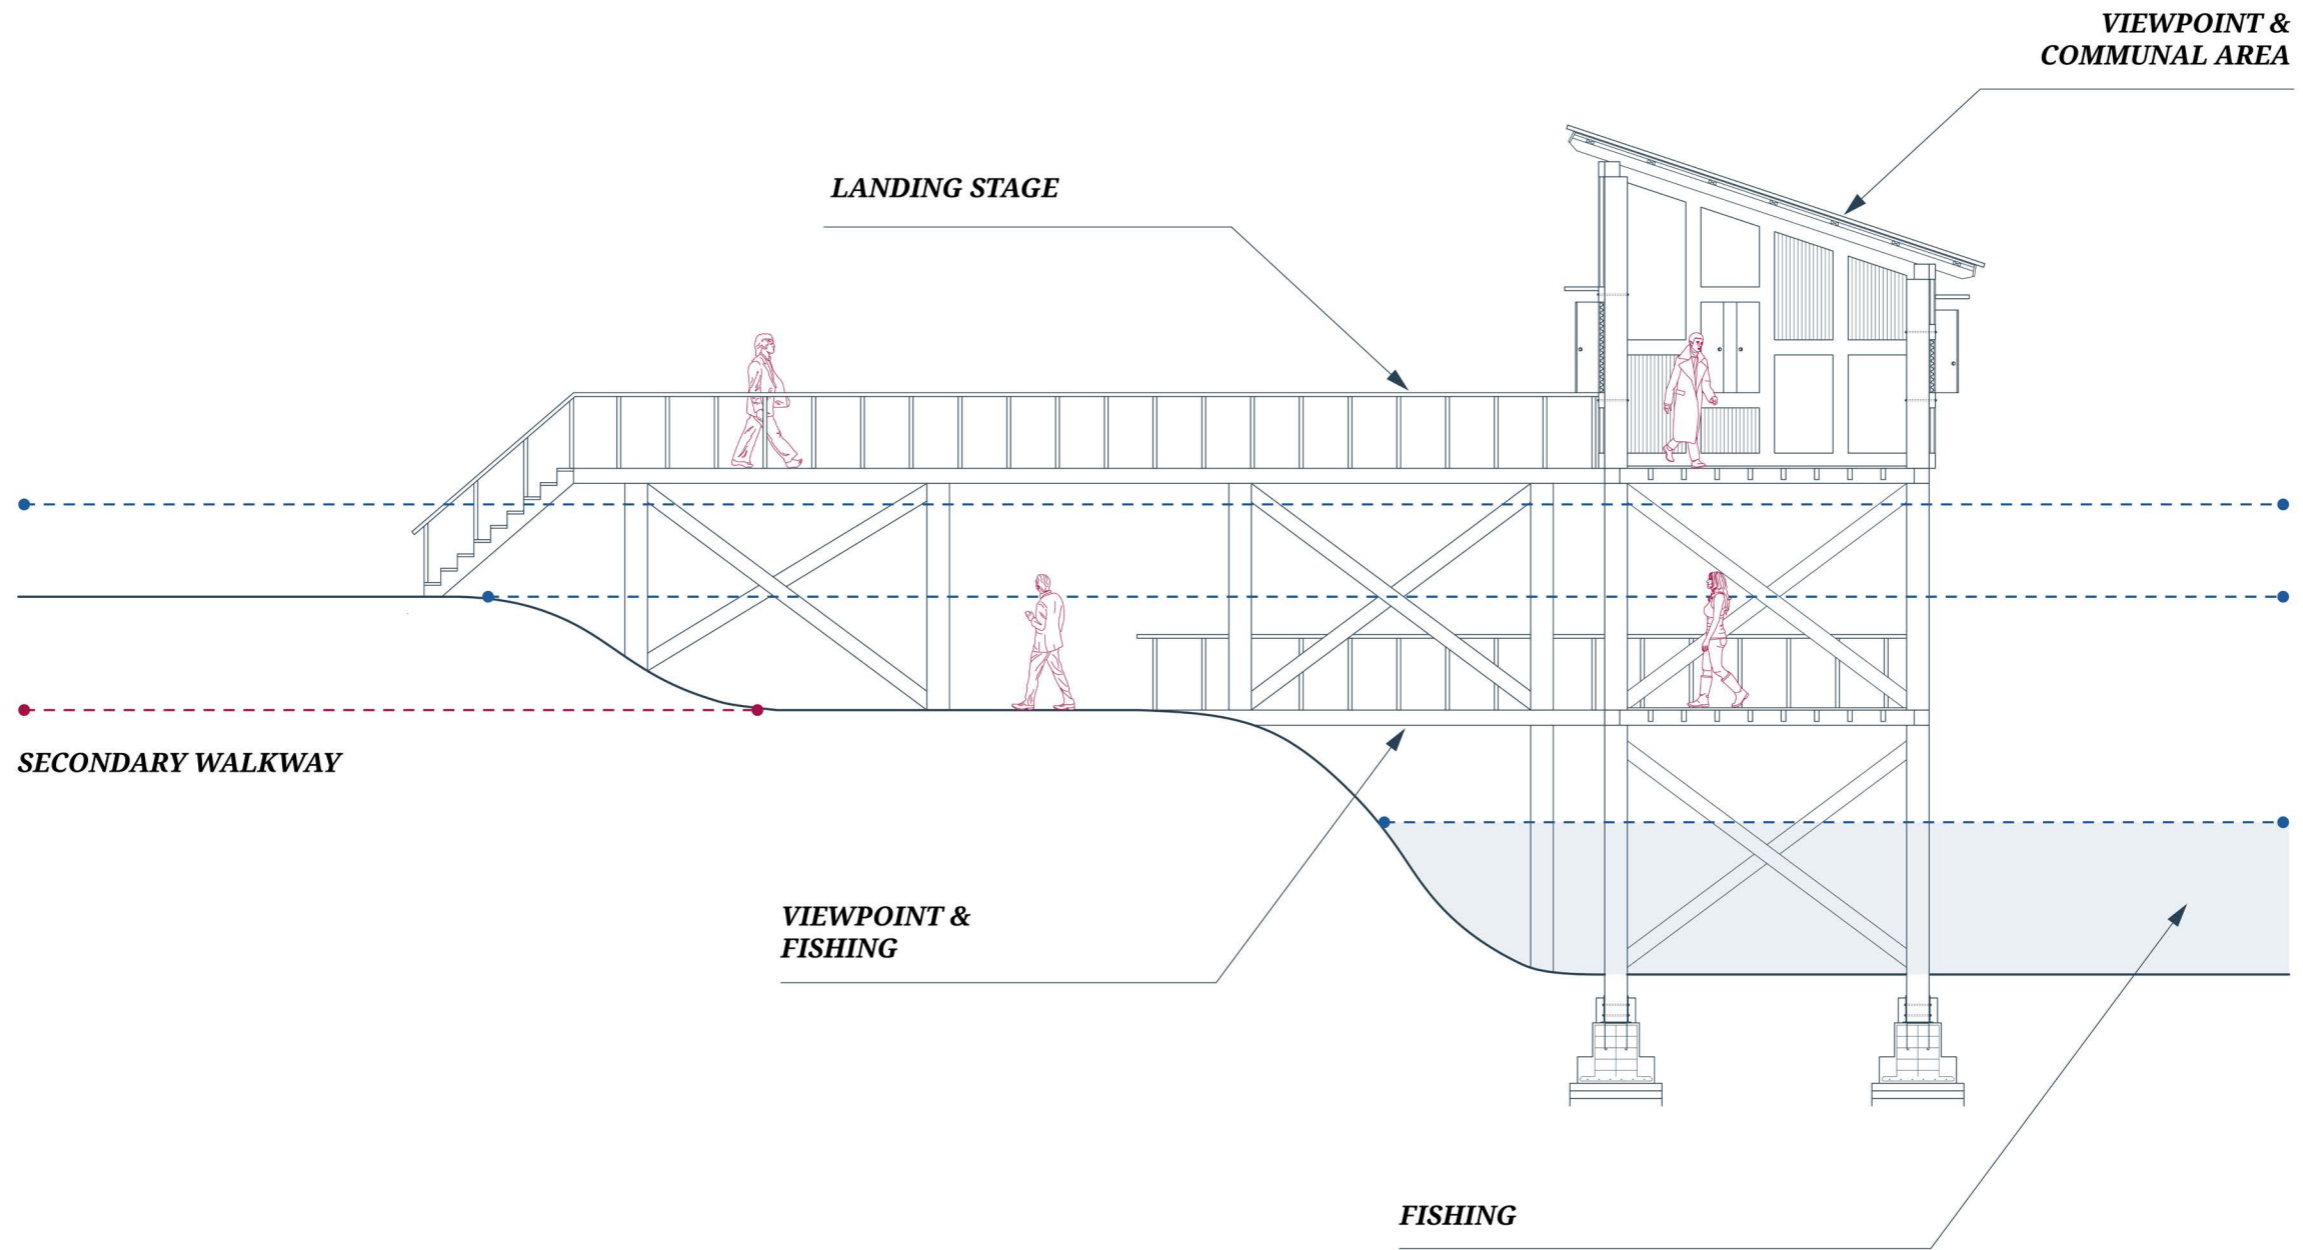 VIEWPOINT &
COMMUNAL AREA
LANDING STAGE
SECONDARY WALKWAY
VIEWPOINT &
FISHING
FISHING